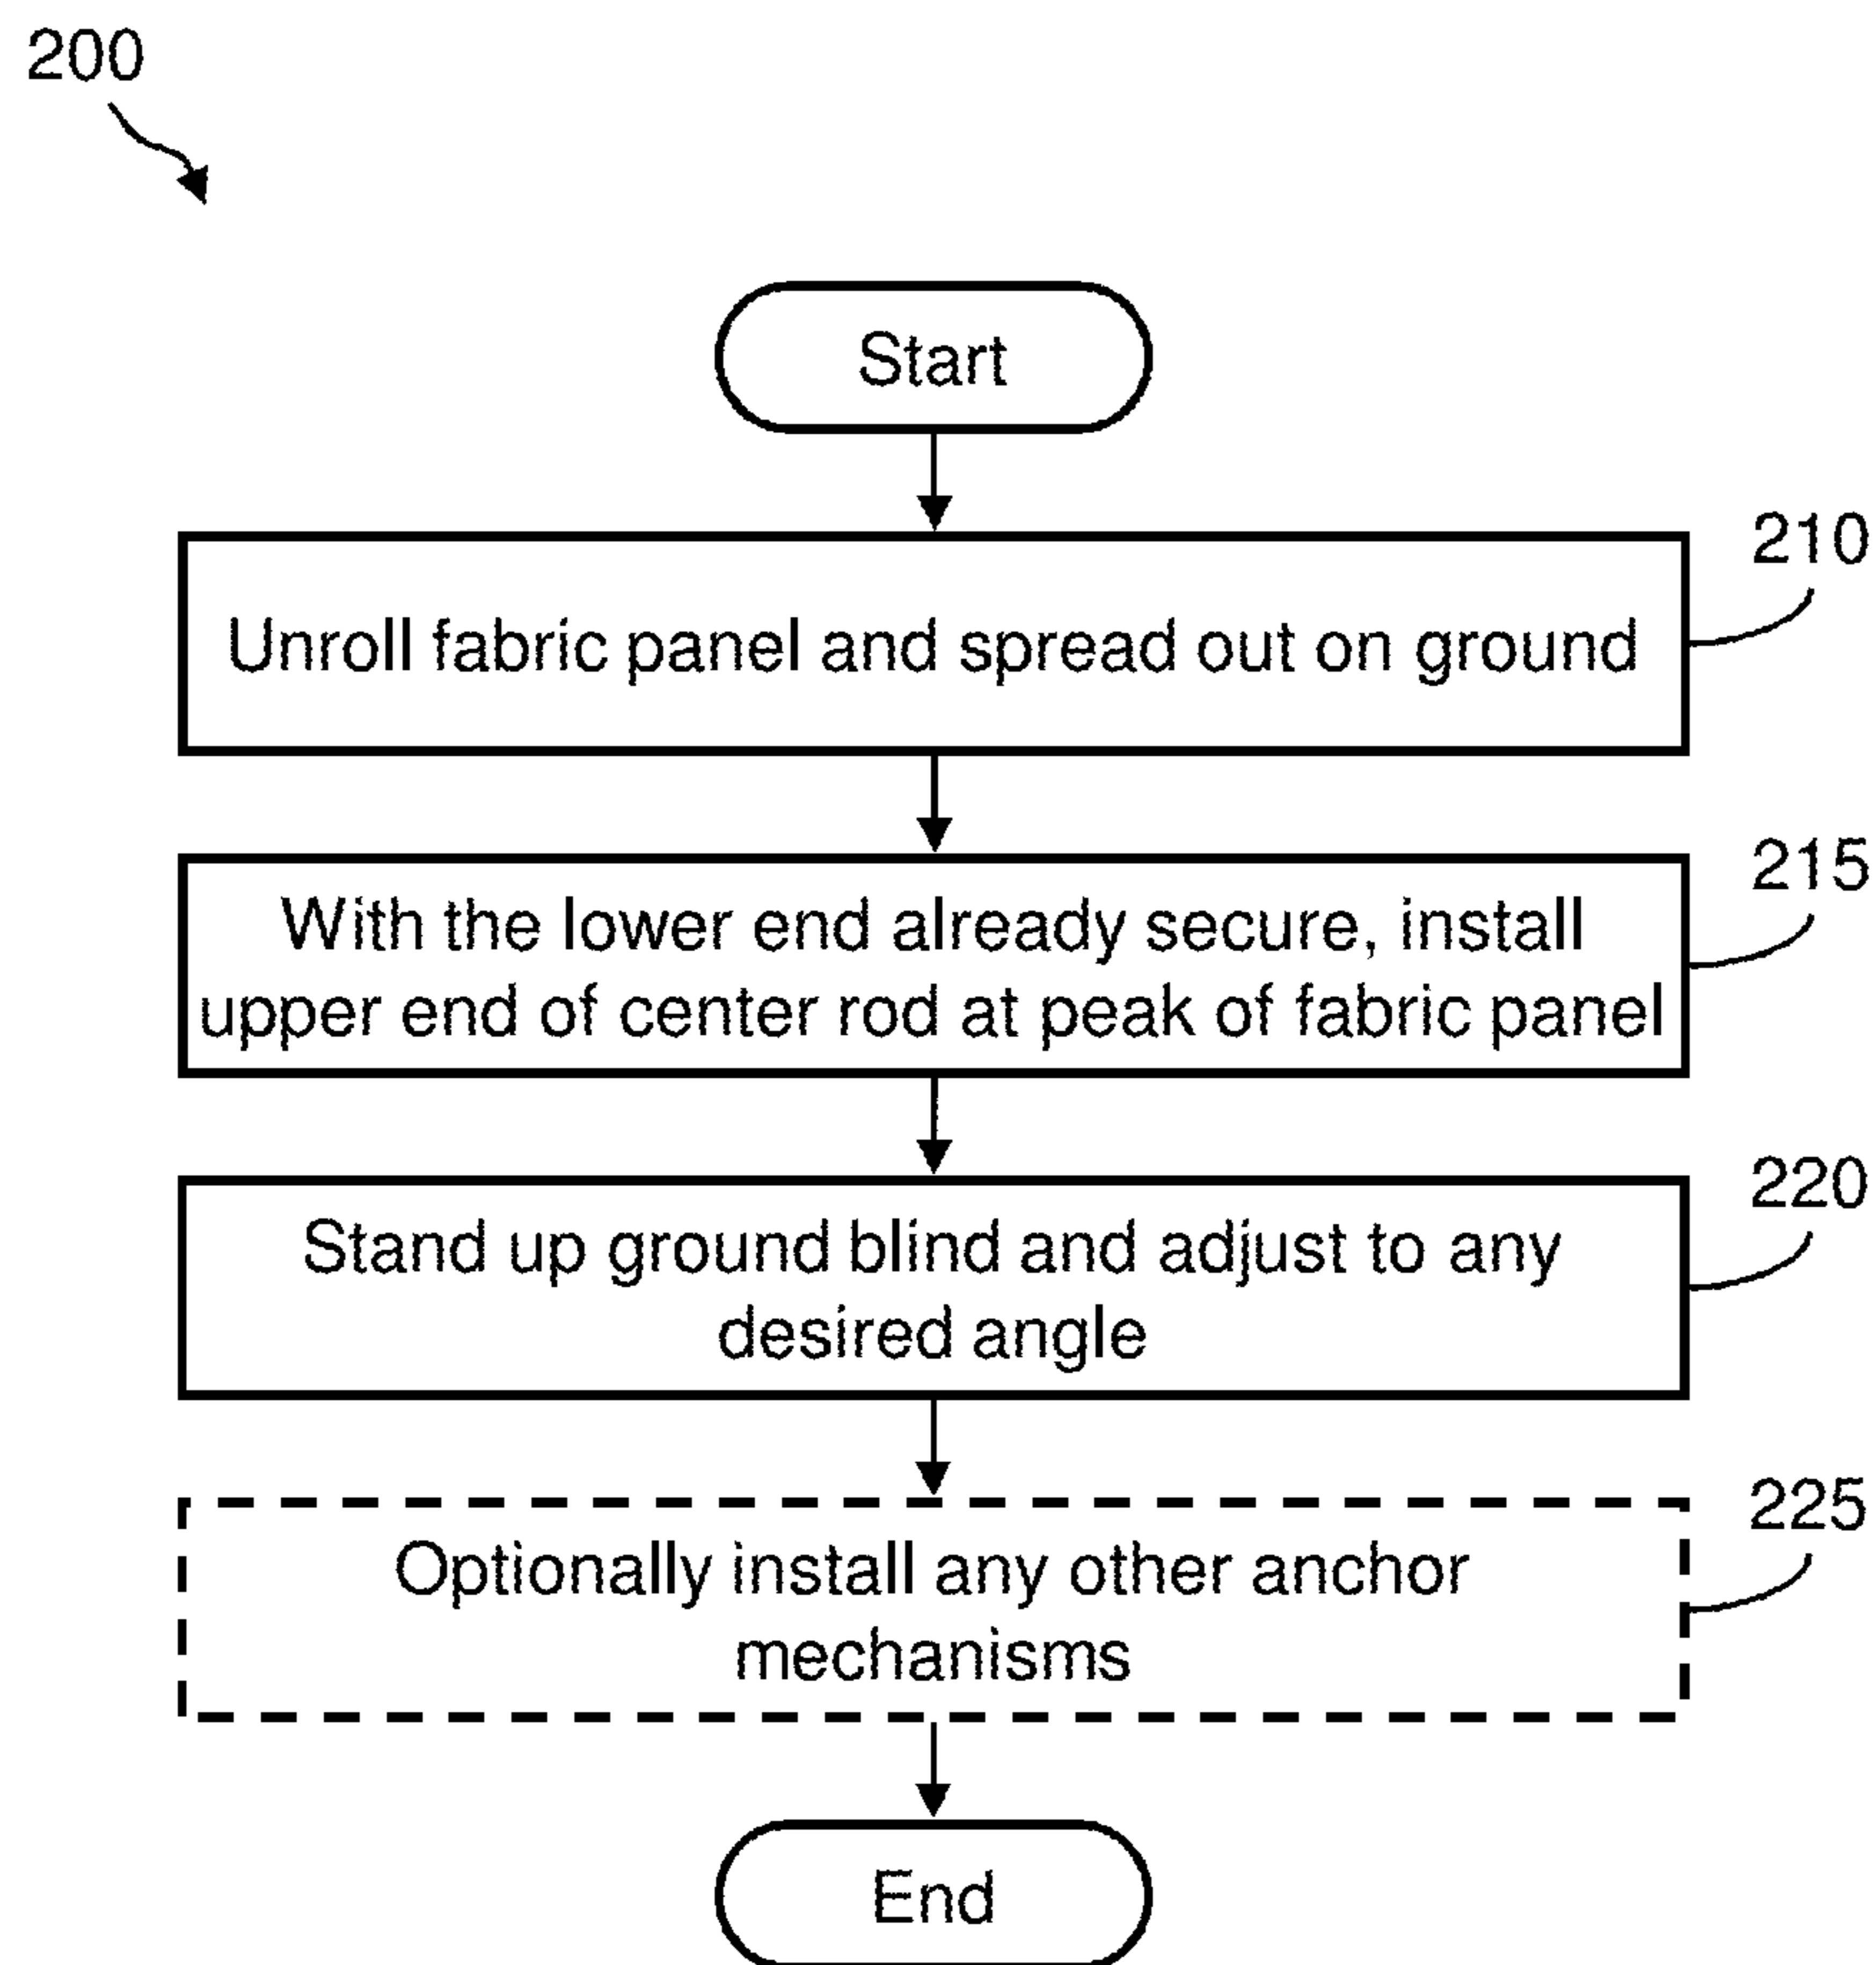 200
Start
210
Unroll fabric panel and spread out on ground
215
With the lower end already secure, install
upper end of center rod at peak of fabric panel
220
Stand up ground blind and adjust to any
desired angle
225
Optionally install any other anchor
mechanisms
End